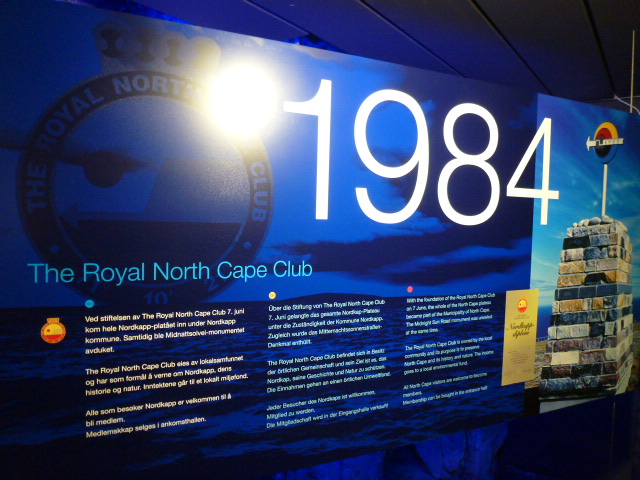 THE ROYAL NORTH CLUB
1984
The Royal North Cape Club
Ved stiftelsen av The Royal North Cape Club 7. juni
kom hele Nordkapp-platået inn under Nordkapp
kommune. Samtidig ble Midnattsolvei-monumentet
avduket.
The Royal North Cape Club eies av lokalsamfunnet
og har som formål å verne om Nordkapp, dens
historie og natur. Inntektene går til et lokalt miljøfond.
Alle som besøker Nordkapp er velkommen til å
bli medlem.
Medlemskap selges i ankomsthallen.
Über die Stiftung von The Royal North Cape Club
7. Juni gelangte das gesamte Nordkap-Plateau
unter die Zuständigkeit der Kommune Nordkapp.
Zugleich wurde das Mitternachtssonnenstraßen-
Denkmal enthüllt.
The Royal North Cape Club befindet sich in Besitz
der örtlichen Gemeinschaft und sein Ziel ist es, das
Nordkap, seine Geschichte und Natur zu schützen.
Die Einnahmen gehen an einen örtlichen Umweltfond.
Jeder Besucher des Nordkaps ist willkommen,
Mitglied zu werden.
Die Mitgliedschaft wird in der Eingangshalle verkauft!
With the foundation of the Royal North Cape Club
on 7 June, the whole of the North Cape plateau
became part of the Municipality of North Cape.
The Midnight Sun Road monument was unveiled
at the same time.
The Royal North Cape Club is owned by the local
community and its purpose is to preserve
North Cape and its history and nature. The income
goes to a local environmental fund.
All North Cape visitors are welcome to become
members.
Membership can be bought in the entrance hall!